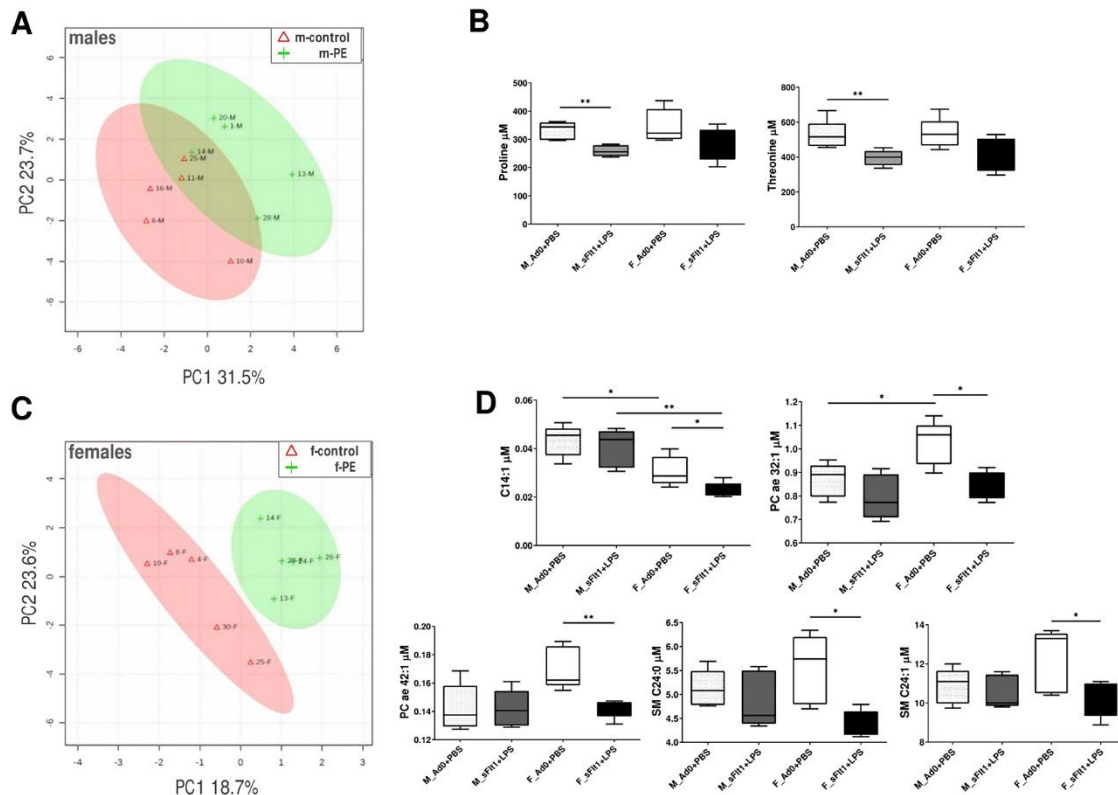 A
males
m-control
m-PE
6
4
2
0
-2
-4
-6
20-M
1-M
14-M
25-M
11-M
13-M
16-M
6-M
28-M
10-M
-6 -4 -2 0 2 4 6
PC2 23.7%
PC1 31.5%
B
500
400
300
200
100
0
Proline µM
**
M_Ad0+PBS
M_sFlt1+LPS
F_Ad0+PBS
F_sFlt1+LPS
800
600
400
200
0
Threonine µM
**
M_Ad0+PBS
M_sFlt1+LPS
F_Ad0+PBS
F_sFlt1+LPS
C
females
f-control
f-PE
4
2
0
-2
-4
-6
14-F
8-F
10-F
4-F
26-F
13-F
30-F
25-F
-4 -3 -2 -1 0 1 2 3
PC2 23.6%
PC1 18.7%
D
0.06
0.04
0.02
0.00
C14:1 µM
*
**
*
M_Ad0+PBS
M_sFlt1+LPS
F_Ad0+PBS
F_sFlt1+LPS
1.2
1.1
1.0
0.9
0.8
0.7
0.6
PC ae 32:1 µM
*
*
M_Ad0+PBS
M_sFlt1+LPS
F_Ad0+PBS
F_sFlt1+LPS
0.20
0.18
0.16
0.14
0.12
PC ae 42:1 µM
**
M_Ad0+PBS
M_sFlt1+LPS
F_Ad0+PBS
F_sFlt1+LPS
6.5
6.0
5.5
5.0
4.5
4.0
SM C24:0 µM
*
M_Ad0+PBS
M_sFlt1+LPS
F_Ad0+PBS
F_sFlt1+LPS
14
13
12
11
10
9
8
SM C24:1 µM
*
M_Ad0+PBS
M_sFlt1+LPS
F_Ad0+PBS
F_sFlt1+LPS